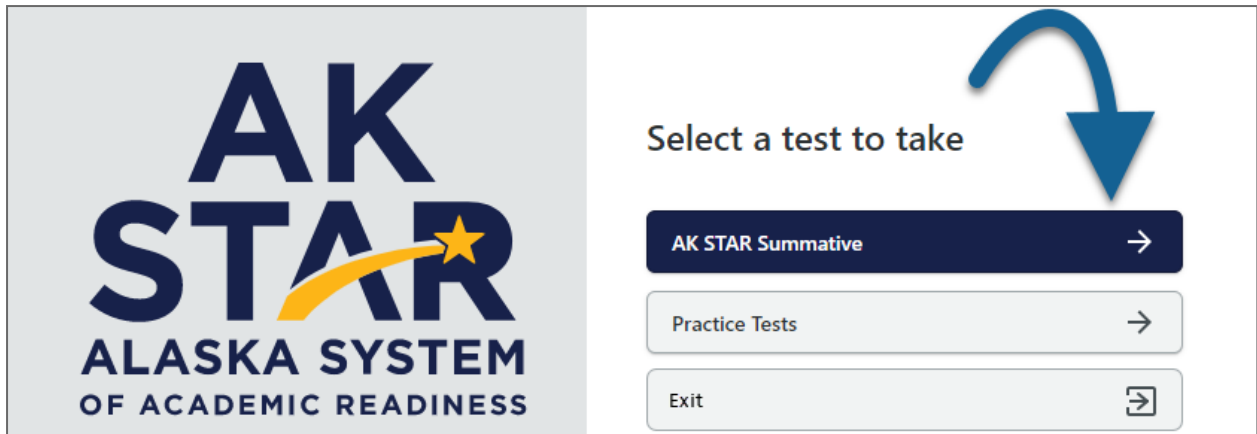 AK
STAR
ALASKA SYSTEM
OF ACADEMIC READINESS
Select a test to take
AK STAR Summative
Practice Tests
Exit